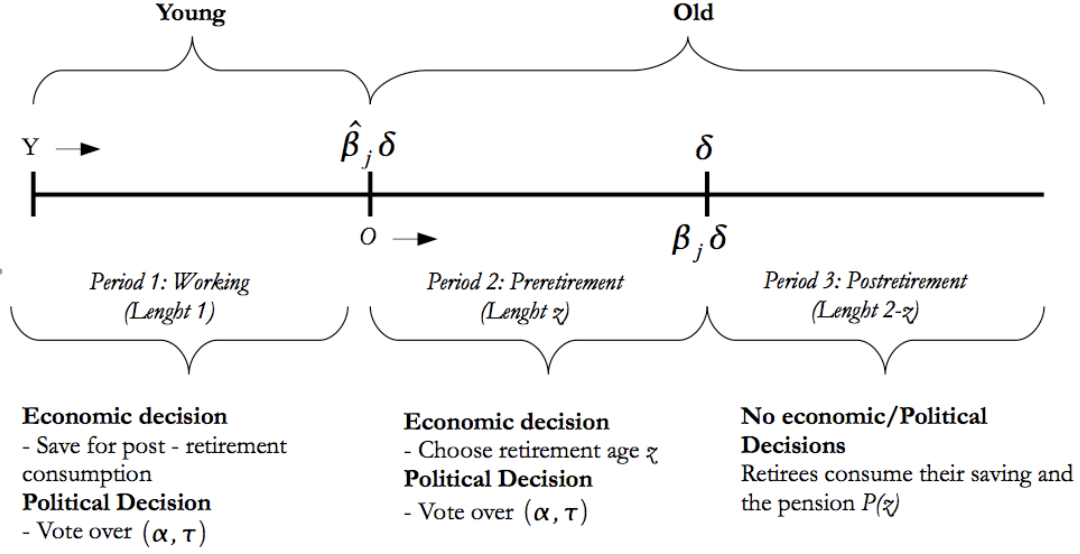 Young
Old
Y
β̂ⱼδ
δ
O
βⱼδ
Period 1: Working
(Lenght 1)
Period 2: Preretirement
(Lenght z)
Period 3: Postretirement
(Lenght 2-z)
Economic decision
- Save for post - retirement
consumption
Political Decision
- Vote over (α, τ)
Economic decision
- Choose retirement age z
Political Decision
- Vote over (α, τ)
No economic/Political
Decisions
Retirees consume their saving and
the pension P(z)